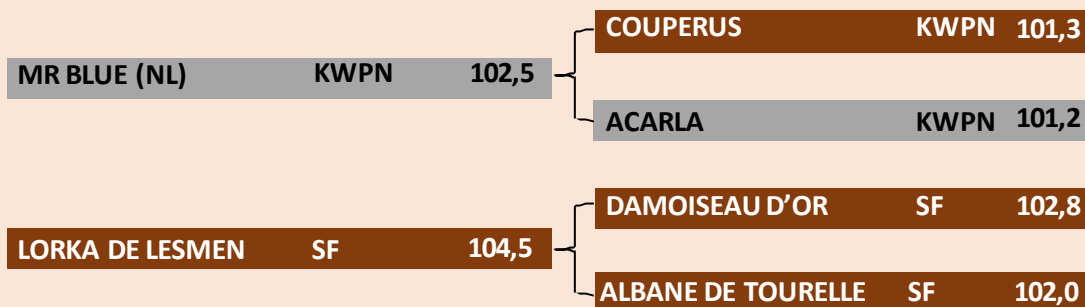 COUPERUS KWPN 101,3
MR BLUE (NL) KWPN 102,5
ACARLA KWPN 101,2
DAMOISEAU D’OR SF 102,8
LORKA DE LESMEN SF 104,5
ALBANE DE TOURELLE SF 102,0